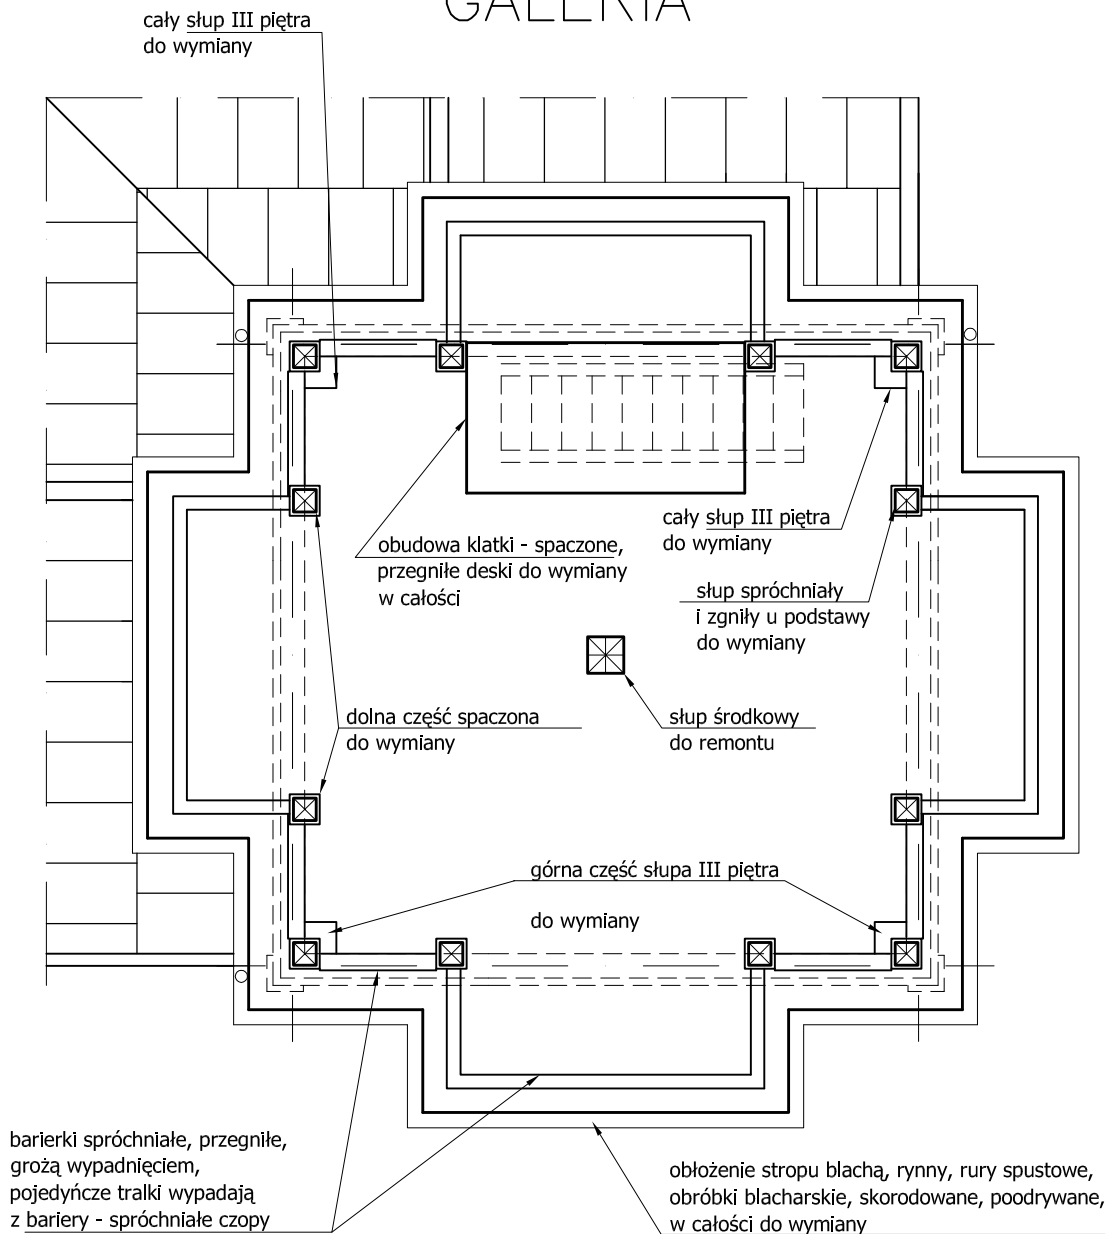 GALERIA
cały słup III piętra
do wymiany
obudowa klatki - spaczone,
przegniłe deski do wymiany
w całości
cały słup III piętra
do wymiany
słup spróchniały
i zgniły u podstawy
do wymiany
dolna część spaczona
do wymiany
słup środkowy
do remontu
górna część słupa III piętra
do wymiany
barierki spróchniałe, przegniłe,
grożą wypadnięciem,
pojedyńcze tralki wypadają
z bariery - spróchniałe czopy
obłożenie stropu blachą, rynny, rury spustowe,
obróbki blacharskie, skorodowane, poodrywane,
w całości do wymiany